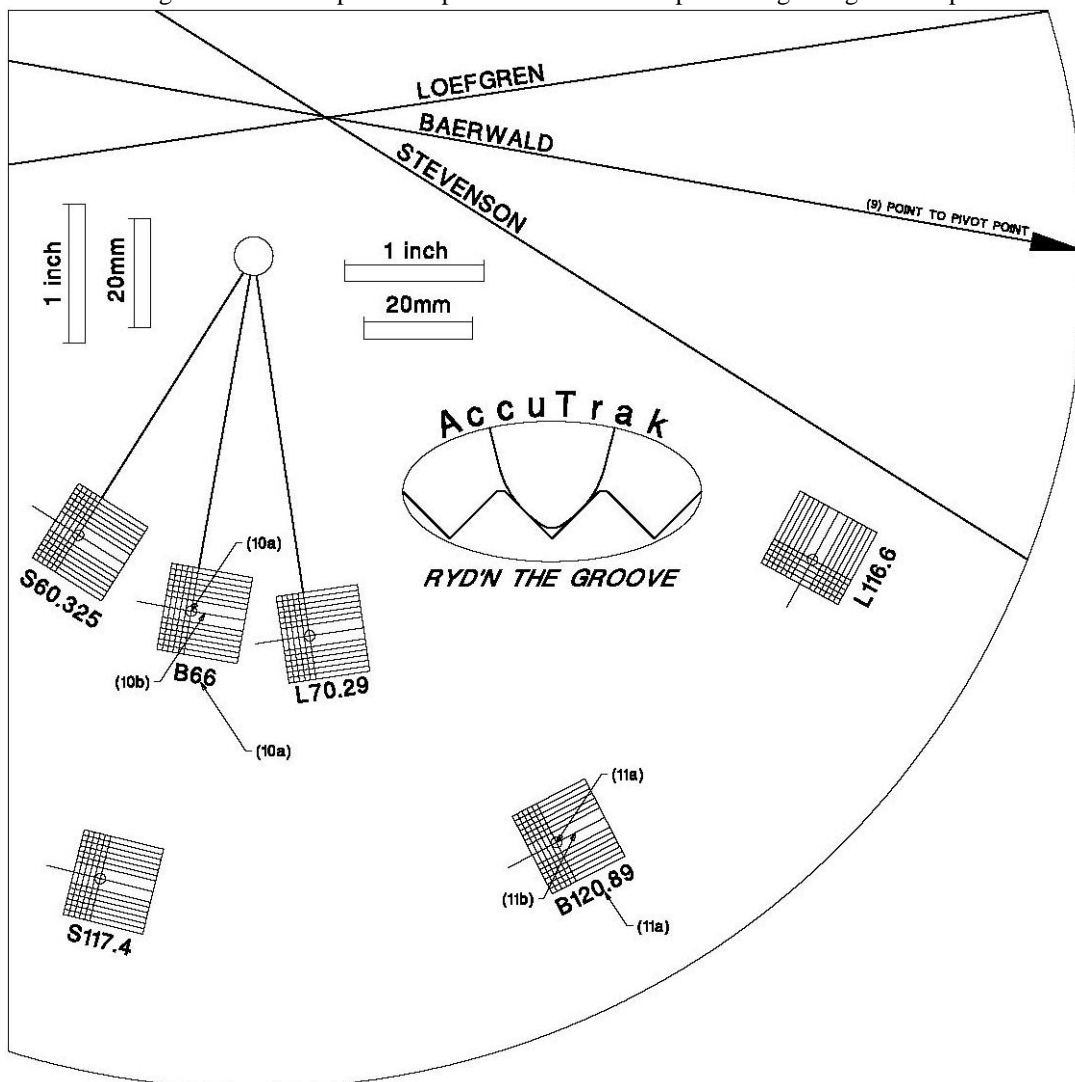 LOEFGREN
BAERWALD
STEVENSON
(9) POINT TO PIVOT POINT
1 inch
20mm
1 inch
20mm
AccuTrak
RYD'N THE GROOVE
(10a)
S60.325
(10b)
B66
L70.29
L116.6
(10a)
(11a)
(11b)
B120.89
(11a)
S117.4